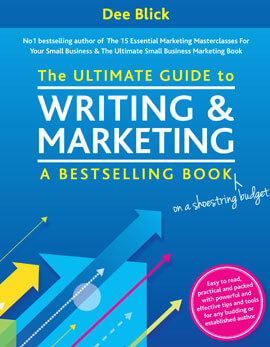 Dee Blick
No1 bestselling author of The 15 Essential Marketing Masterclasses For
Your Small Business & The Ultimate Small Business Marketing Book
The ULTIMATE GUIDE to
WRITING &
MARKETING
A BESTSELLING BOOK
on a shoestring budget
Easy to read,
practical and packed
with powerful and
effective tips and tools
for any budding or
established author